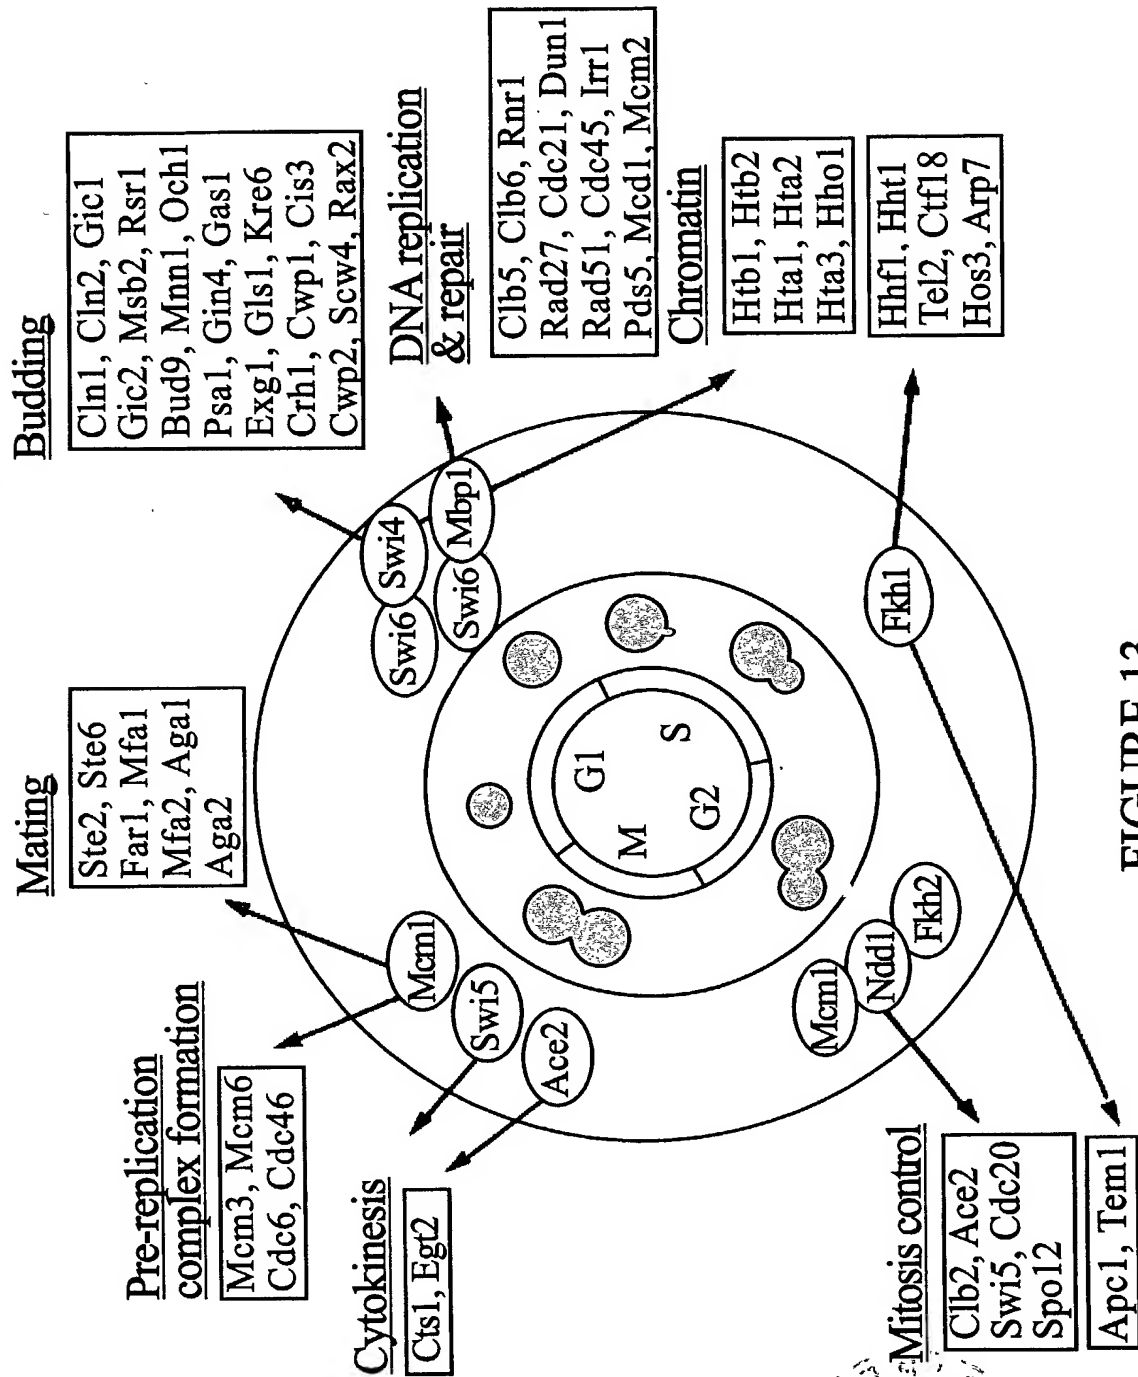 Budding
Cln1, Cln2, Gic1
Gic2, Msb2, Rsr1
Bud9, Mnn1, Och1
Psa1, Gin4, Gas1
Exg1, Gls1, Kre6
Crh1, Cwp1, Cis3
Cwp2, Scw4, Rax2
Mating
Ste2, Ste6
Far1, Mfa1
Mfa2, Aga1
Aga2
Pre-replication
complex formation
Mcm3, Mcm6
Cdc6, Cdc46
Cytokinesis
Cts1, Egt2
DNA replication
& repair
Clb5, Clb6, Rnr1
Rad27, Cdc21, Dun1
Rad51, Cdc45, Irr1
Pds5, Mcd1, Mcm2
Chromatin
Htb1, Htb2
Hta1, Hta2
Hta3, Hho1
Hhf1, Hht1
Tel2, Ctf18
Hos3, Arp7
Swi6
Swi4
Swi6
Mbp1
Mcm1
Swi5
Ace2
G1
M
S
G2
Mcm1
Ndd1
Fkh2
Fkh1
Mitosis control
Clb2, Ace2
Swi5, Cdc20
Spo12
Apc1, Tem1
FIGURE 13